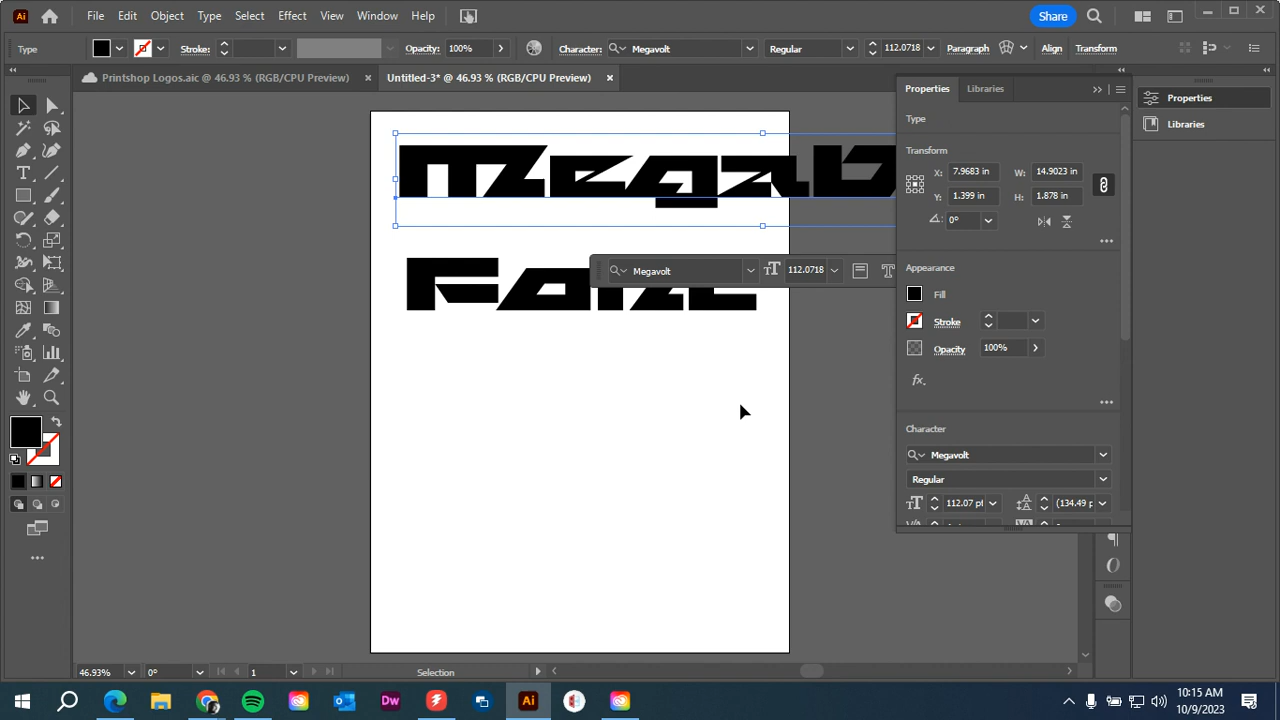 Ai File Edit Object Type Select Effect View Window Help Share
Type Stroke: Opacity: 100% Character: Megavolt Regular 112.0718 Paragraph Align Transform
Printshop Logos.aic @ 46.93 % (RGB/CPU Preview) × Untitled-3* @ 46.93 % (RGB/CPU Preview) ×
Properties Libraries
Properties
Libraries
Type
Transform
X: 7.9683 in W: 14.9023 in
Y: 1.399 in H: 1.878 in
0°
Appearance
Fill
Stroke
Opacity 100%
fx.
Character
Megavolt
Regular
112.07 pt (134.49 p
Megavolt 112.0718
46.93% 0° 1 Selection
Ai
Dw
10:15 AM
10/9/2023